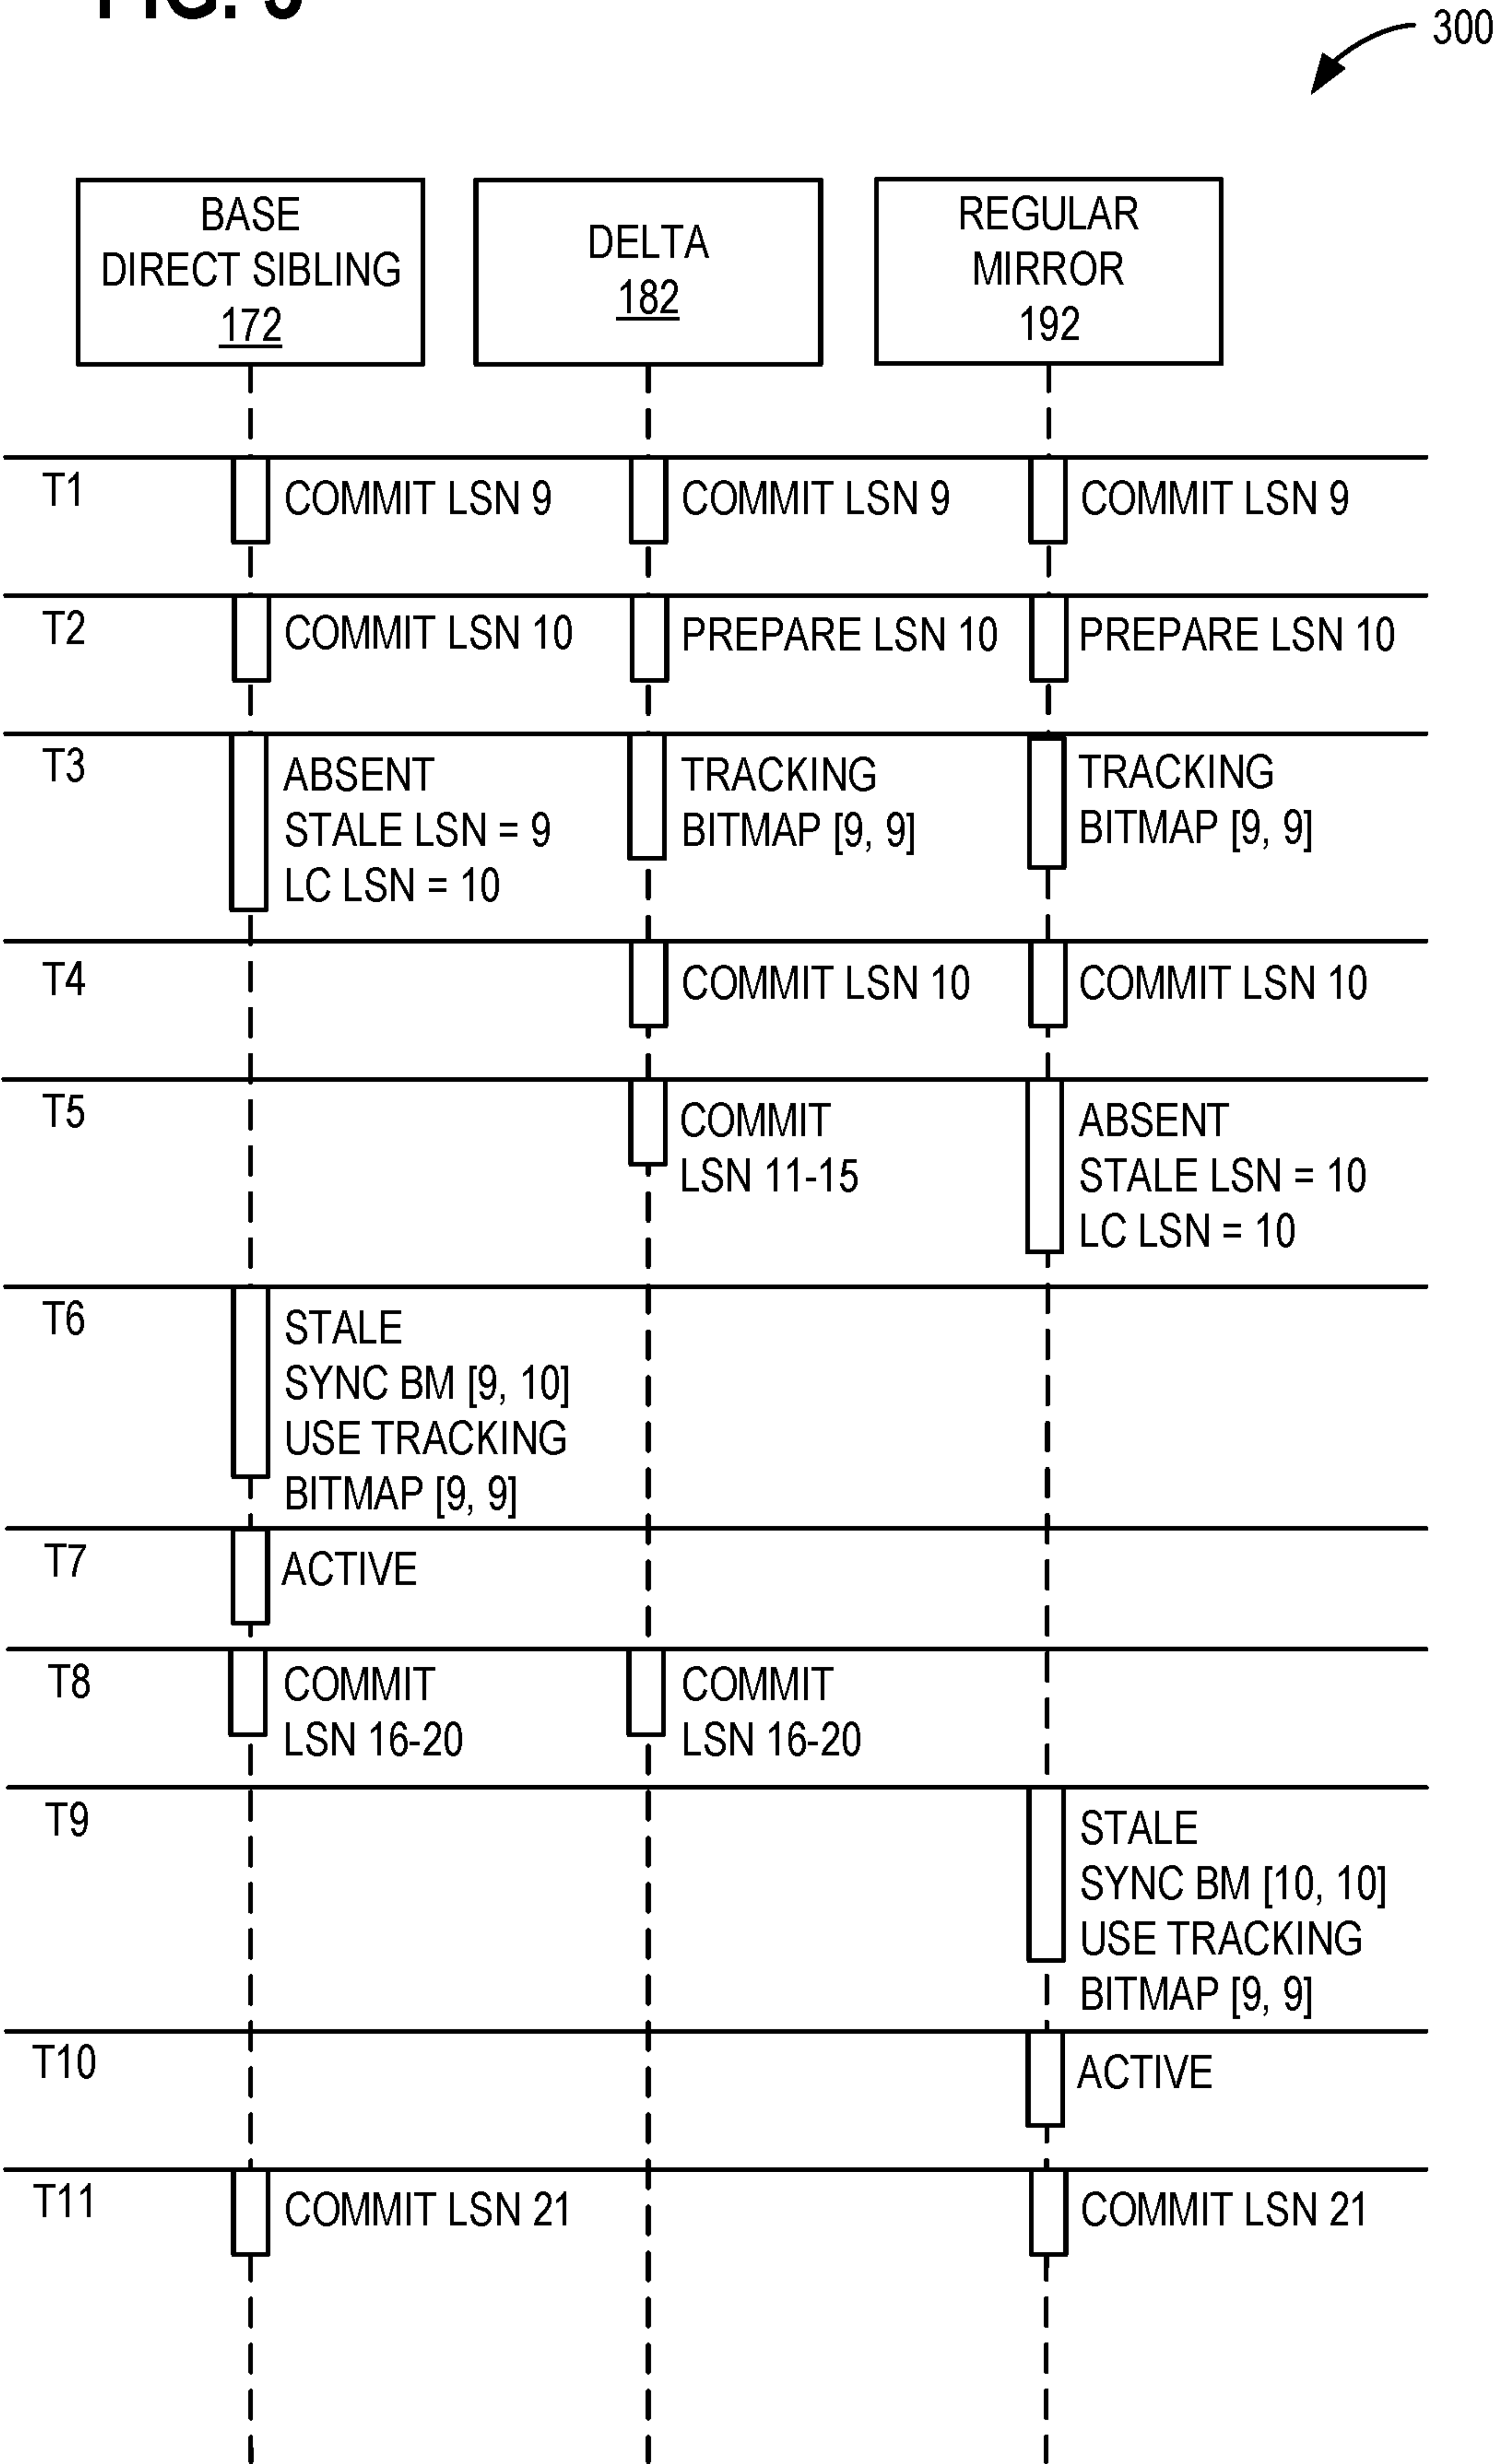 300
BASE
DIRECT SIBLING
172
DELTA
182
REGULAR
MIRROR
192
T1
COMMIT LSN 9
COMMIT LSN 9
COMMIT LSN 9
T2
COMMIT LSN 10
PREPARE LSN 10
PREPARE LSN 10
T3
ABSENT
STALE LSN = 9
LC LSN = 10
TRACKING
BITMAP [9, 9]
TRACKING
BITMAP [9, 9]
T4
COMMIT LSN 10
COMMIT LSN 10
T5
COMMIT
LSN 11-15
ABSENT
STALE LSN = 10
LC LSN = 10
T6
STALE
SYNC BM [9, 10]
USE TRACKING
BITMAP [9, 9]
T7
ACTIVE
T8
COMMIT
LSN 16-20
COMMIT
LSN 16-20
T9
STALE
SYNC BM [10, 10]
USE TRACKING
BITMAP [9, 9]
T10
ACTIVE
T11
COMMIT LSN 21
COMMIT LSN 21